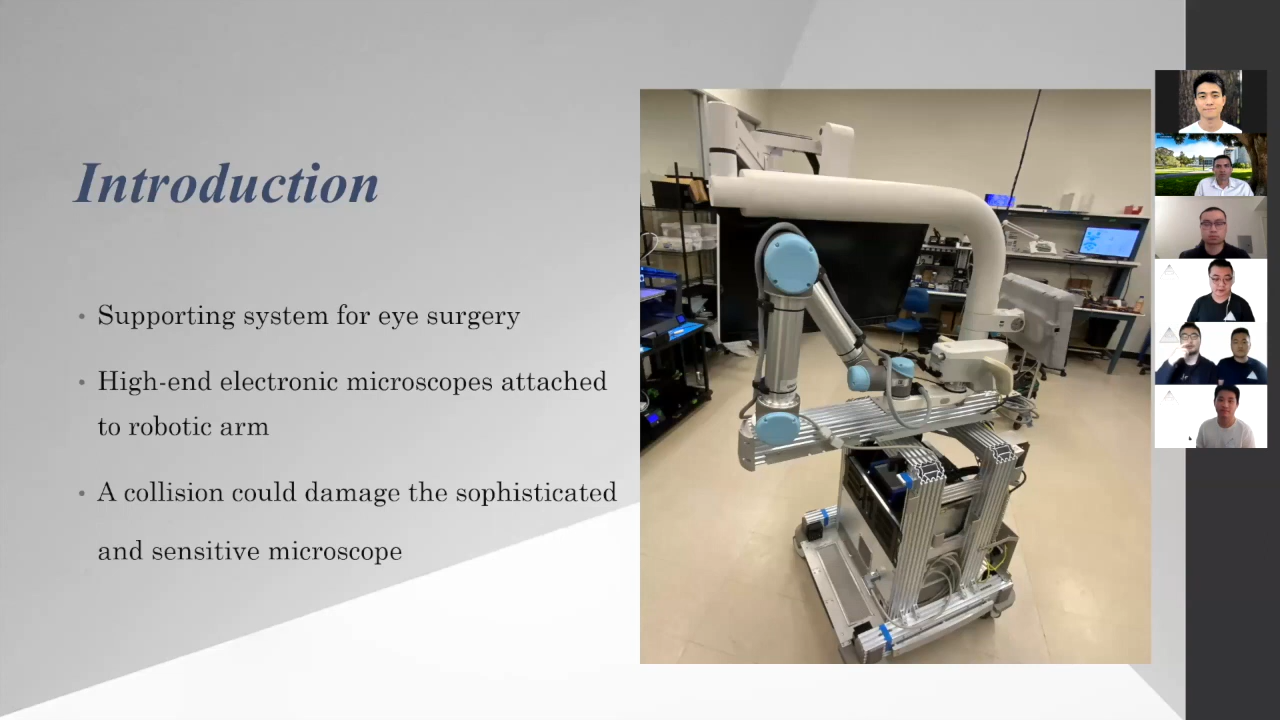 Introduction
• Supporting system for eye surgery
• High-end electronic microscopes attached
to robotic arm
• A collision could damage the sophisticated
and sensitive microscope